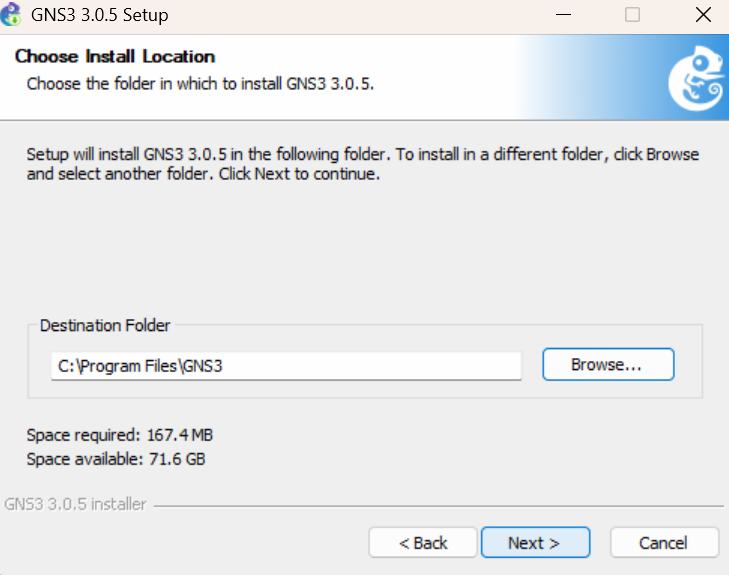 GNS3 3.0.5 Setup
Choose Install Location
Choose the folder in which to install GNS3 3.0.5.
Setup will install GNS3 3.0.5 in the following folder. To install in a different folder, click Browse
and select another folder. Click Next to continue.
Destination Folder
C:\Program Files\GNS3
Browse...
Space required: 167.4 MB
Space available: 71.6 GB
GNS3 3.0.5 installer
< Back
Next >
Cancel